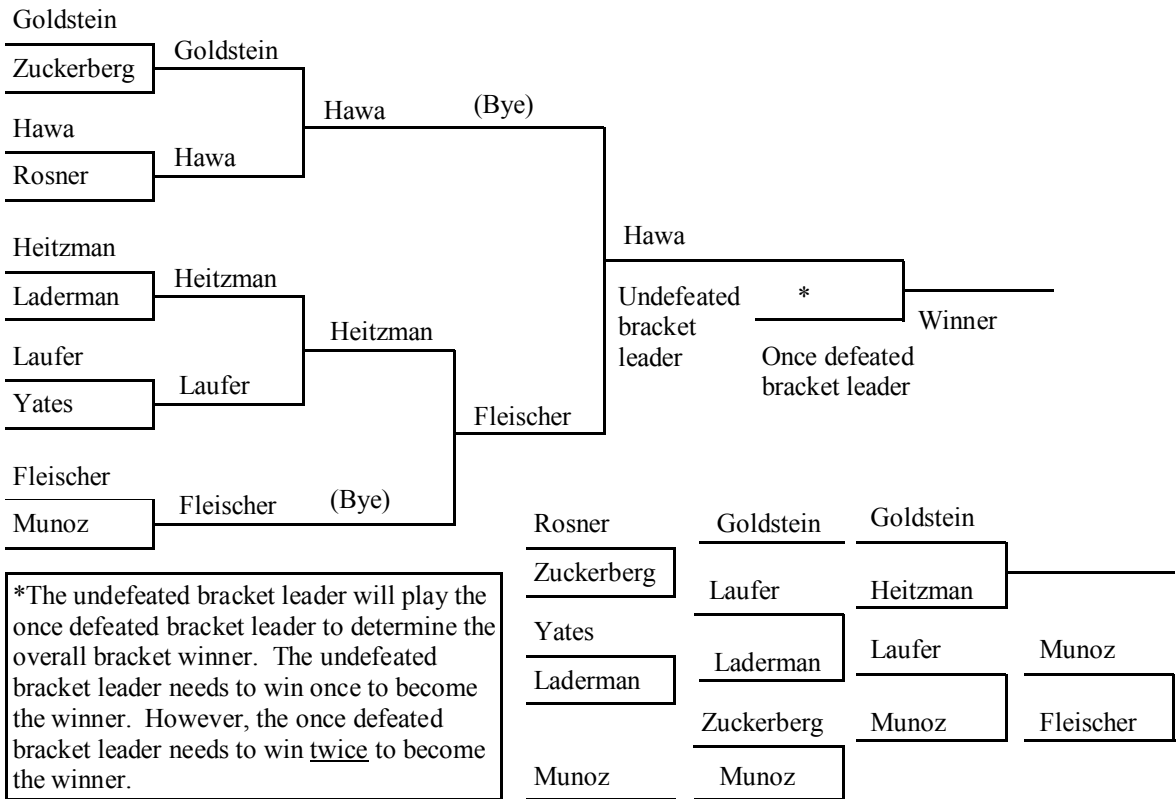 Goldstein
Zuckerberg
Goldstein
Hawa
Rosner
Hawa
Hawa
(Bye)
Heitzman
Laderman
Heitzman
Laufer
Yates
Laufer
Heitzman
Fleischer
Munoz
Fleischer
(Bye)
Fleischer
Hawa
Undefeated
bracket
leader
*
Once defeated
bracket leader
Winner
*The undefeated bracket leader will play the
once defeated bracket leader to determine the
overall bracket winner. The undefeated
bracket leader needs to win once to become
the winner. However, the once defeated
bracket leader needs to win twice to become
the winner.
Rosner
Zuckerberg
Yates
Laderman
Munoz
Goldstein
Laufer
Laderman
Zuckerberg
Munoz
Goldstein
Heitzman
Laufer
Munoz
Munoz
Fleischer